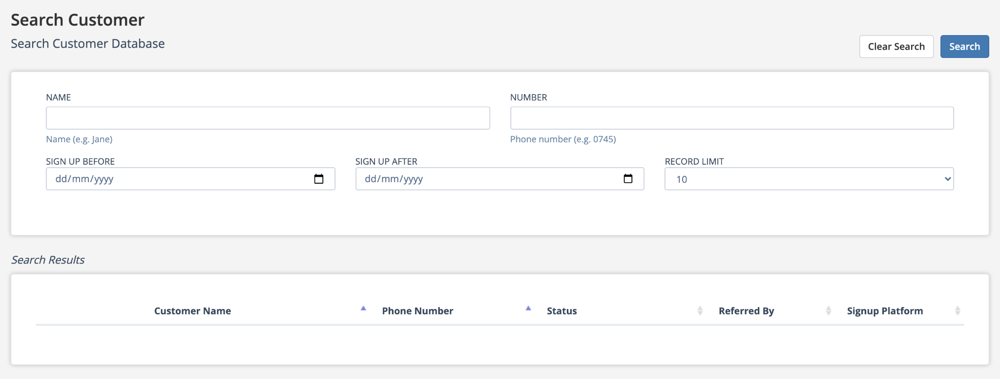 Search Customer
Search Customer Database
Clear Search
Search
NAME
NUMBER
Name (e.g. Jane)
Phone number (e.g. 0745)
SIGN UP BEFORE
SIGN UP AFTER
RECORD LIMIT
dd/mm/yyyy
dd/mm/yyyy
10
Search Results
Customer Name
Phone Number
Status
Referred By
Signup Platform